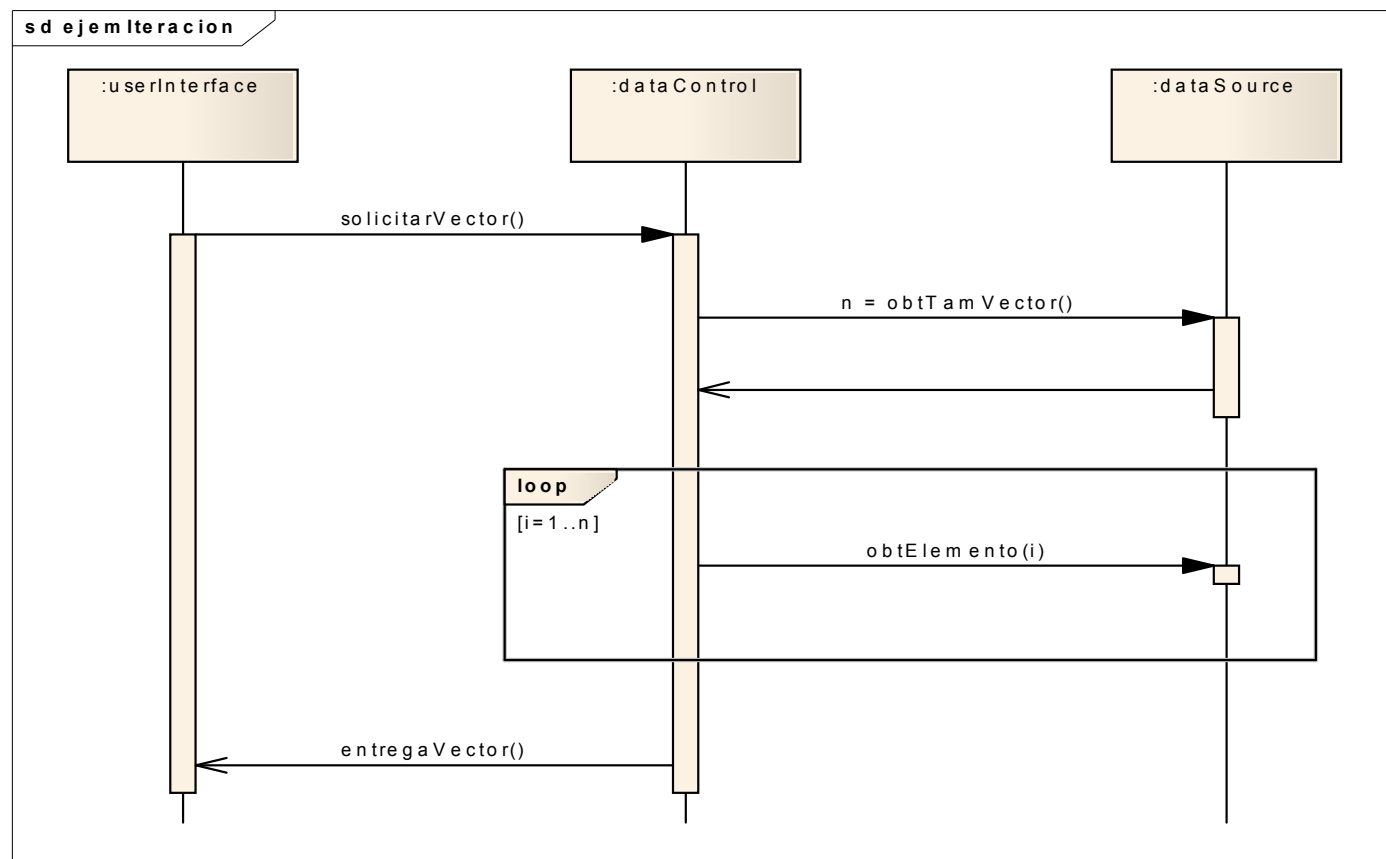 sd ejemIteracion
:userInterface
:dataControl
:dataSource
solicitarVector()
n = obtTamVector()
loop
[i=1..n]
obtElemento(i)
entregaVector()